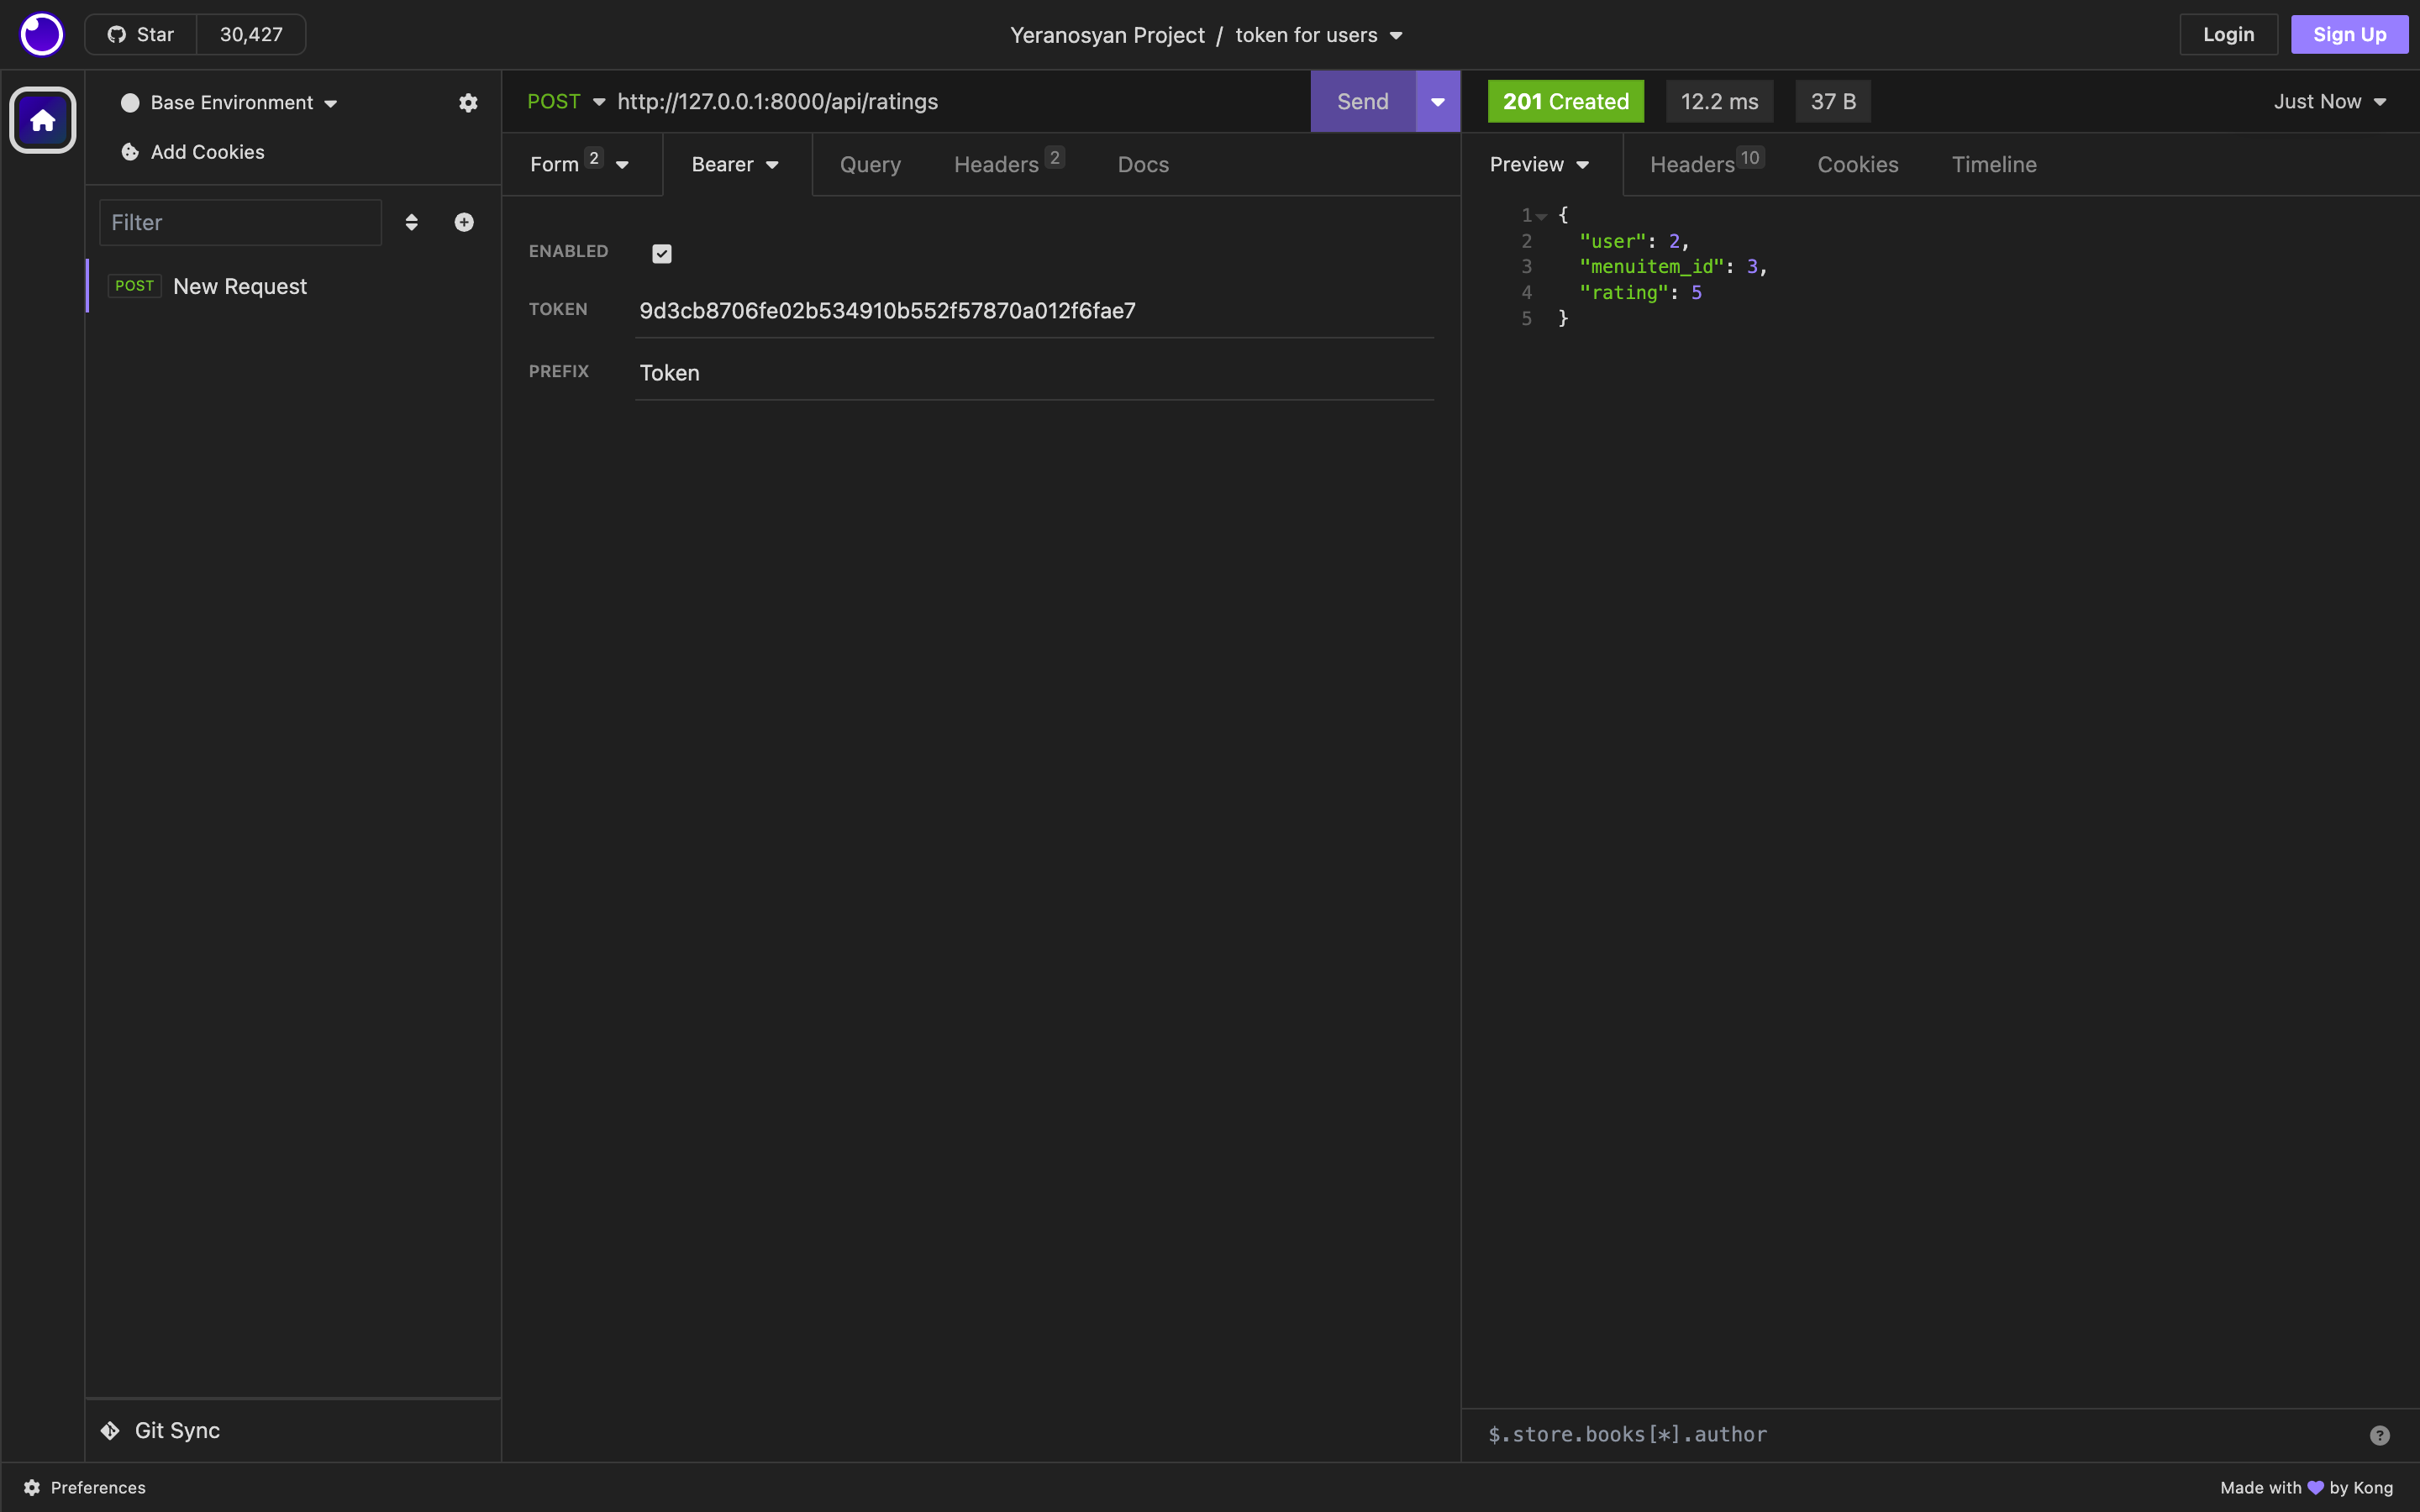 Star 30,427
Yeranosyan Project / token for users
Login Sign Up
Base Environment
Add Cookies
Filter
POST New Request
Git Sync
POST http://127.0.0.1:8000/api/ratings Send
Form 2 Bearer Query Headers 2 Docs
ENABLED
TOKEN 9d3cb8706fe02b534910b552f57870a012f6fae7
PREFIX Token
201 Created 12.2 ms 37 B Just Now
Preview Headers 10 Cookies Timeline
1 {
2 "user": 2,
3 "menuitem_id": 3,
4 "rating": 5
5 }
$.store.books[*].author ?
Preferences
Made with 💜 by Kong